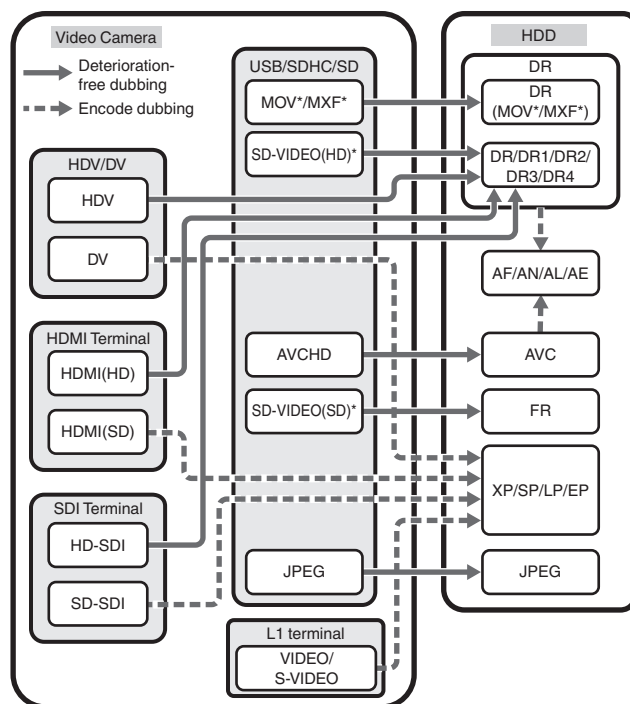 Video Camera
Deterioration-
free dubbing
Encode dubbing
HDV/DV
HDV
DV
HDMI Terminal
HDMI(HD)
HDMI(SD)
SDI Terminal
HD-SDI
SD-SDI
USB/SDHC/SD
MOV*/MXF*
SD-VIDEO(HD)*
AVCHD
SD-VIDEO(SD)*
JPEG
L1 terminal
VIDEO/
S-VIDEO
HDD
DR
DR
(MOV*/MXF*)
DR/DR1/DR2/
DR3/DR4
AF/AN/AL/AE
AVC
FR
XP/SP/LP/EP
JPEG